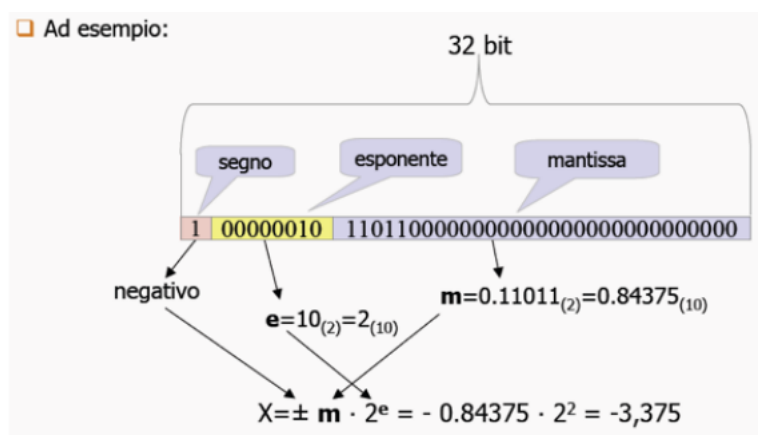 Ad esempio:
32 bit
segno esponente mantissa
1 00000010 11011000000000000000000000000
negativo
e=10(2)=2(10)
m=0.11011(2)=0.84375(10)
X=± m · 2ᵉ = - 0.84375 · 2² = -3,375